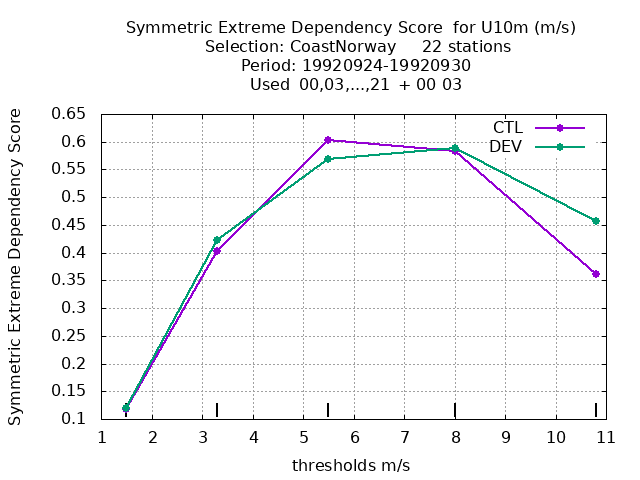 Symmetric Extreme Dependency Score  for U10m (m/s)
Selection: CoastNorway     22 stations
Period: 19920924-19920930
Used  00,03,...,21  + 00 03
Symmetric Extreme Dependency Score
0.65
0.6
0.55
0.5
0.45
0.4
0.35
0.3
0.25
0.2
0.15
0.1
CTL
DEV
1 2 3 4 5 6 7 8 9 10 11
thresholds m/s